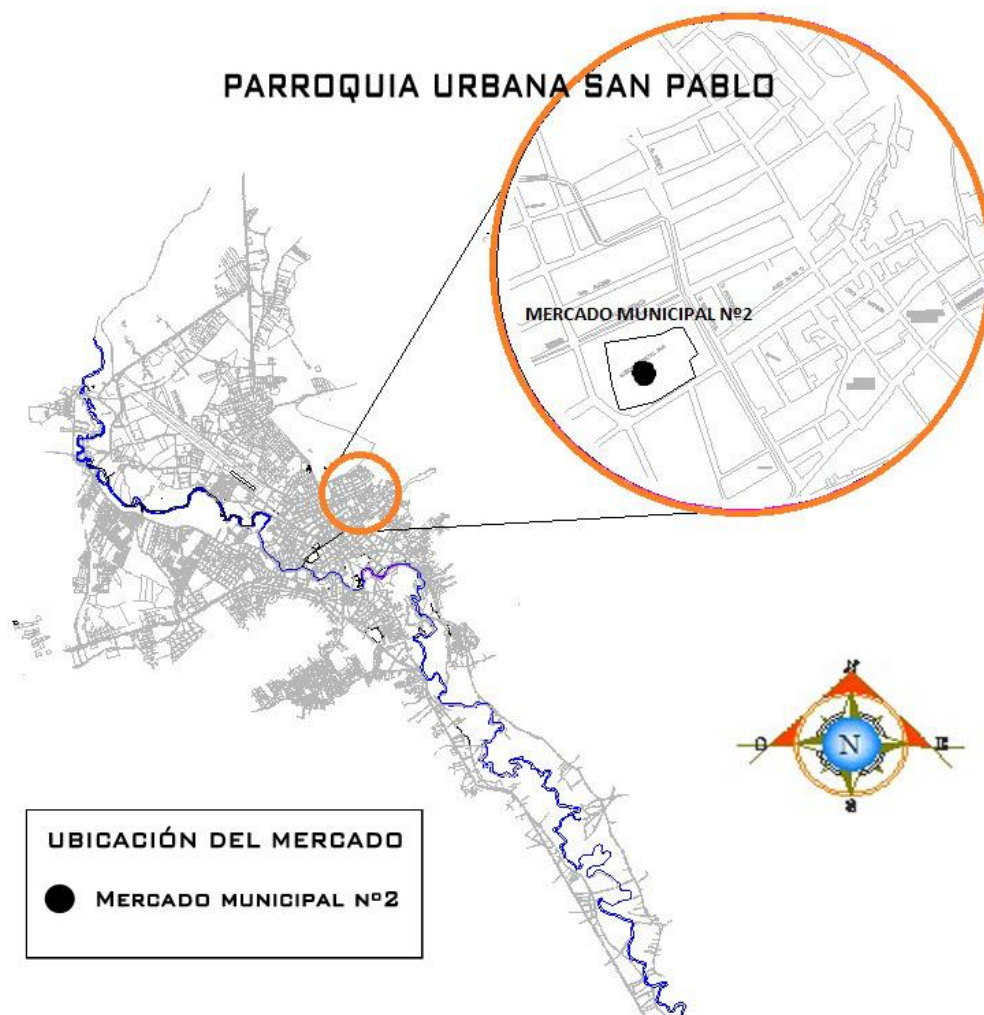 PARROQUIA URBANA SAN PABLO
MERCADO MUNICIPAL Nº2
N
O
N
E
S
UBICACIÓN DEL MERCADO
MERCADO MUNICIPAL Nº2